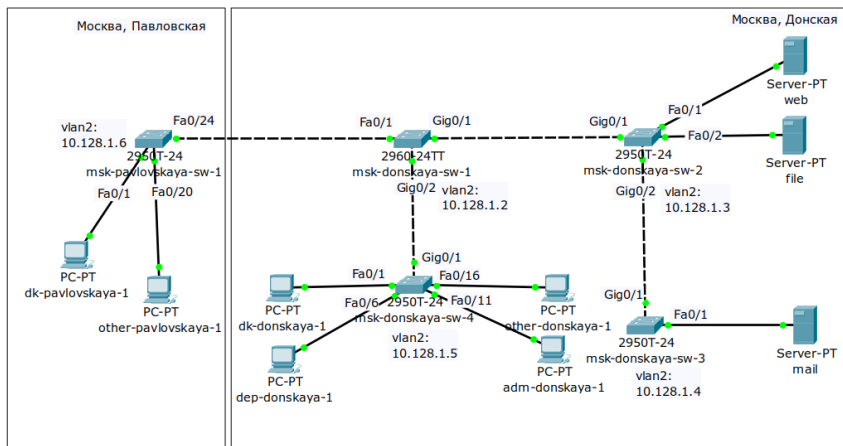 Москва, Павловская
Москва, Донская
vlan2:
10.128.1.6
Fa0/24
2950T-24
msk-pavlovskaya-sw-1
Fa0/1
Fa0/20
PC-PT
dk-pavlovskaya-1
PC-PT
other-pavlovskaya-1
Fa0/1
Gig0/1
2960-24TT
msk-donskaya-sw-1
Gig0/2
vlan2:
10.128.1.2
Gig0/1
Fa0/1
Fa0/2
2950T-24
msk-donskaya-sw-2
Gig0/2
vlan2:
10.128.1.3
Server-PT
web
Server-PT
file
Gig0/1
Fa0/1
Fa0/16
Fa0/6
Fa0/11
2950T-24
msk-donskaya-sw-4
vlan2:
10.128.1.5
PC-PT
dk-donskaya-1
PC-PT
dep-donskaya-1
PC-PT
other-donskaya-1
PC-PT
adm-donskaya-1
Gig0/1
Fa0/1
2950T-24
msk-donskaya-sw-3
vlan2:
10.128.1.4
Server-PT
mail